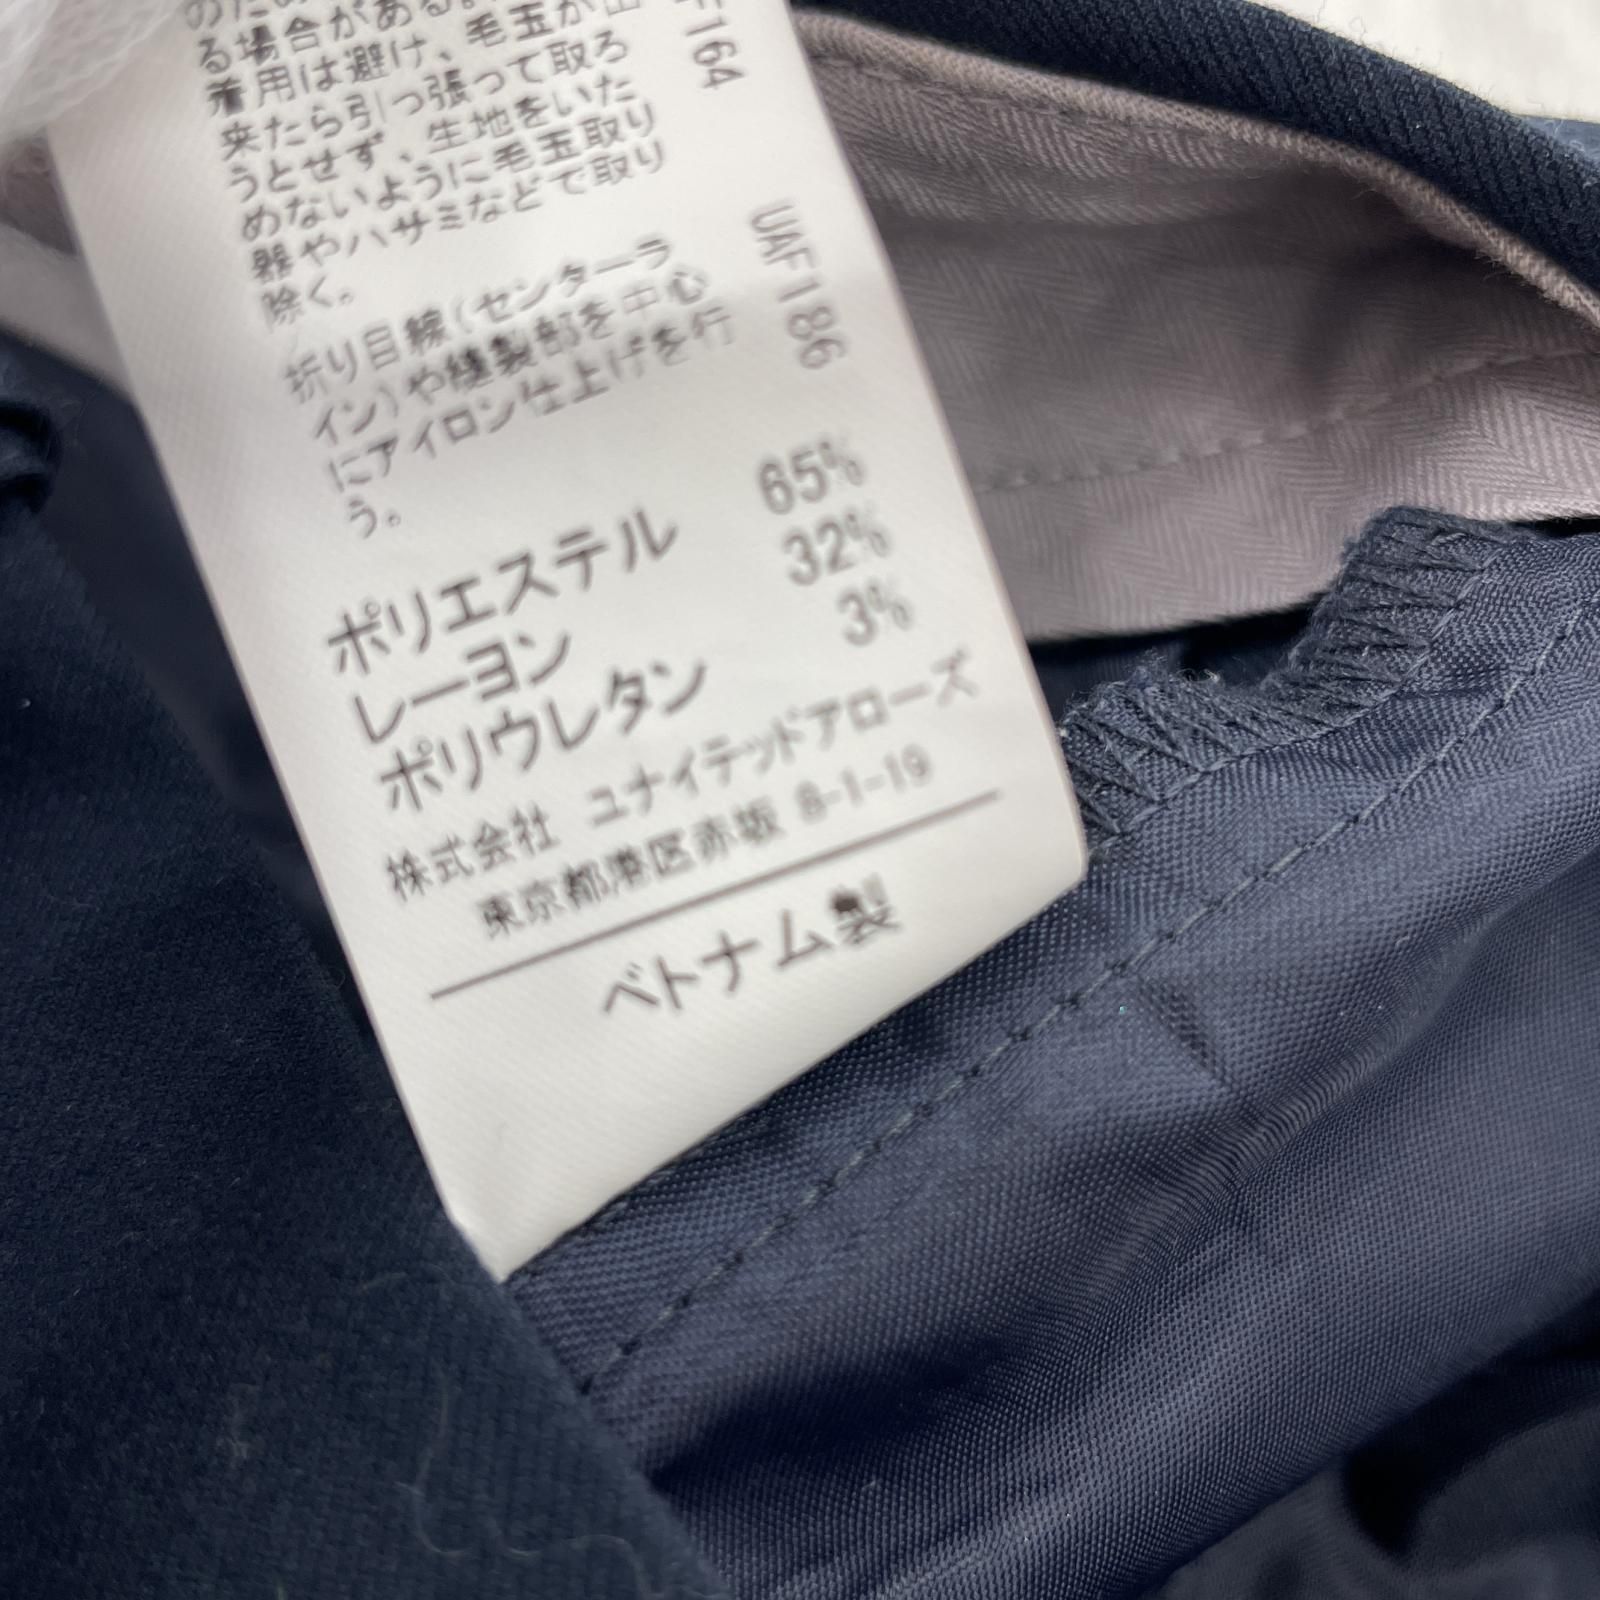 る場合がある。
着用は避け、毛玉が出
来たら引っ張って取ろ
うとせず、生地をいた
めないように毛玉取り
器やハサミなどで取り
除く。
折り目線(センターラ
イン)や縫製部を中心
にアイロン仕上げを行
う。
164
UAF186
ポリエステル 65%
レーヨン 32%
ポリウレタン 3%
株式会社 ユナイテッドアローズ
東京都港区赤坂 8-1-19
ベトナム製